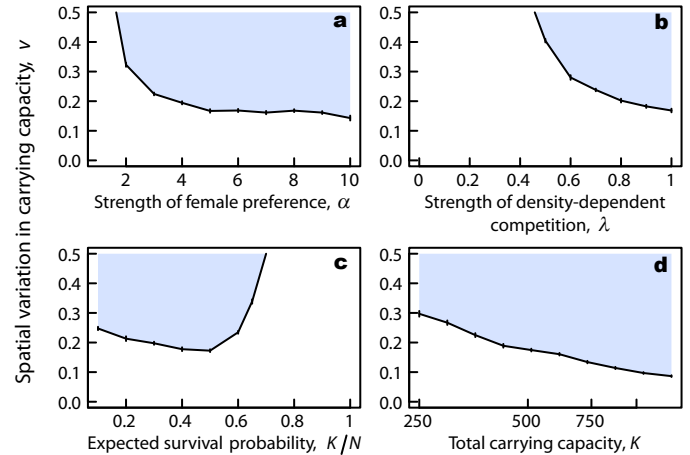 Spatial variation in carrying capacity, v
0.5
0.4
0.3
0.2
0.1
0.0
a
2 4 6 8 10
Strength of female preference, α
0.5
0.4
0.3
0.2
0.1
0.0
b
0 0.2 0.4 0.6 0.8 1
Strength of density-dependent
competition, λ
0.5
0.4
0.3
0.2
0.1
0.0
c
0.2 0.4 0.6 0.8 1
Expected survival probability, K/N
0.5
0.4
0.3
0.2
0.1
0.0
d
250 500 750
Total carrying capacity, K